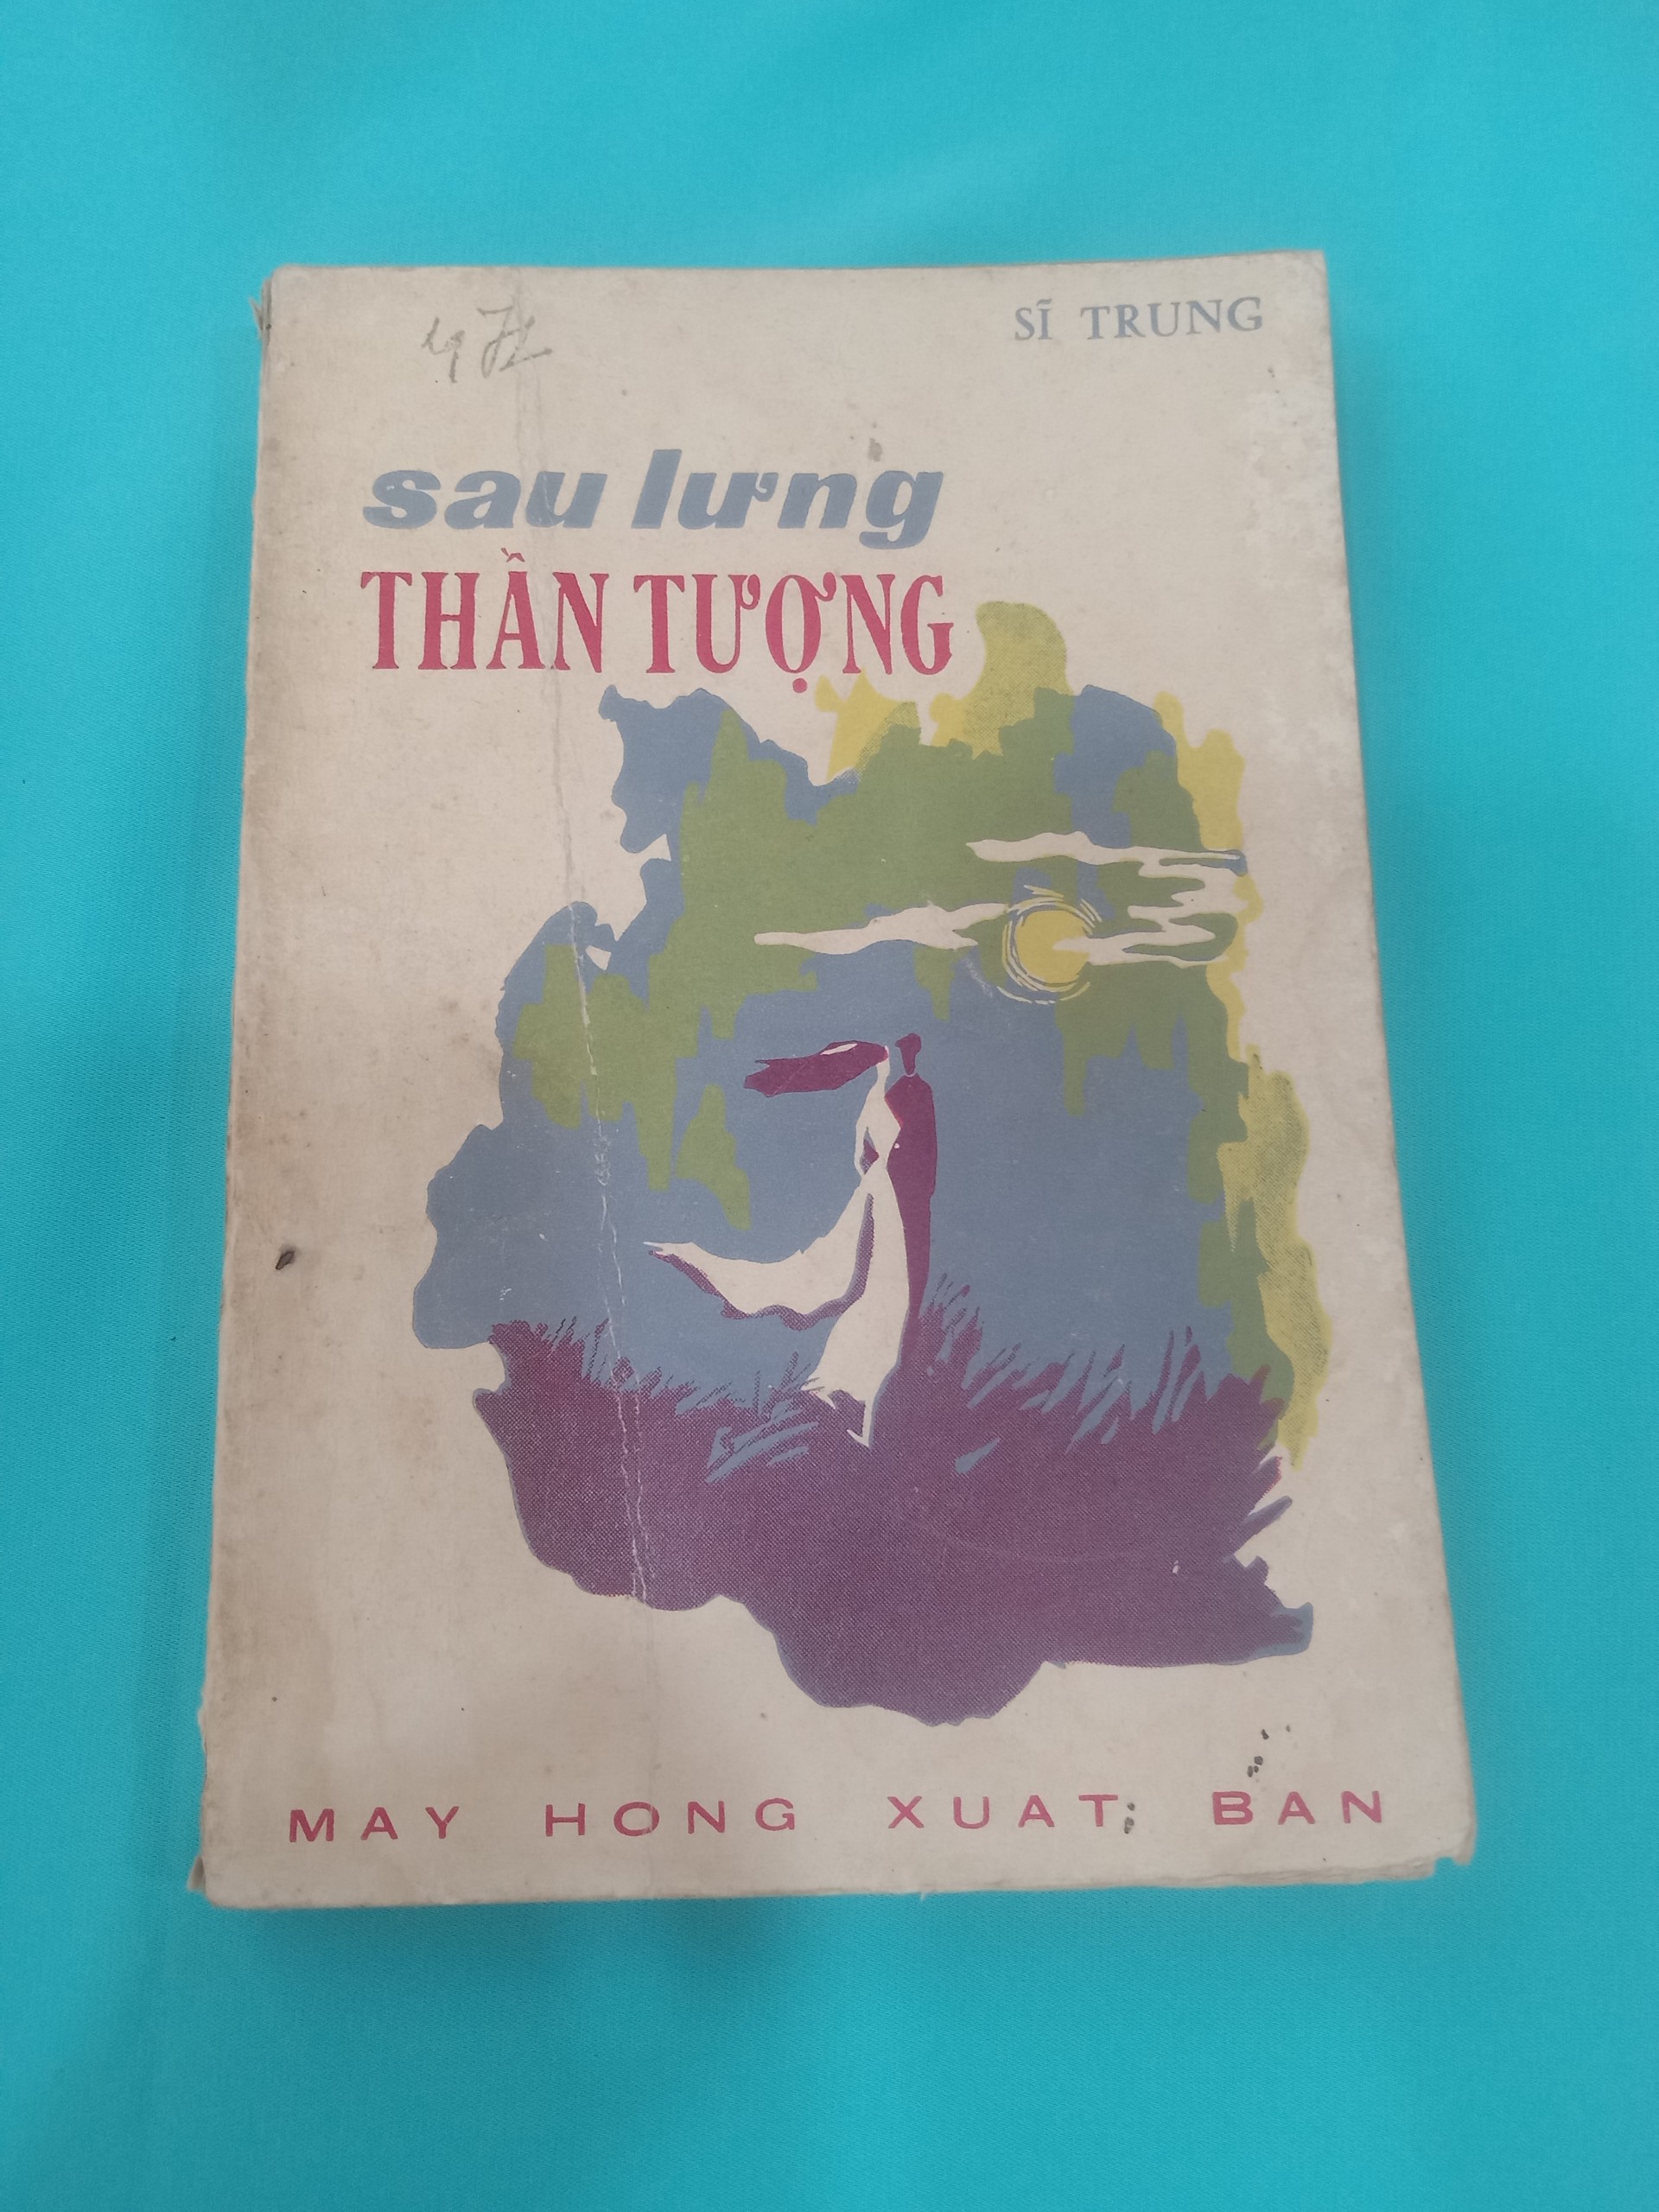 SĨ TRUNG
sau lưng
THẦN TƯỢNG
MAY HONG XUAT BAN